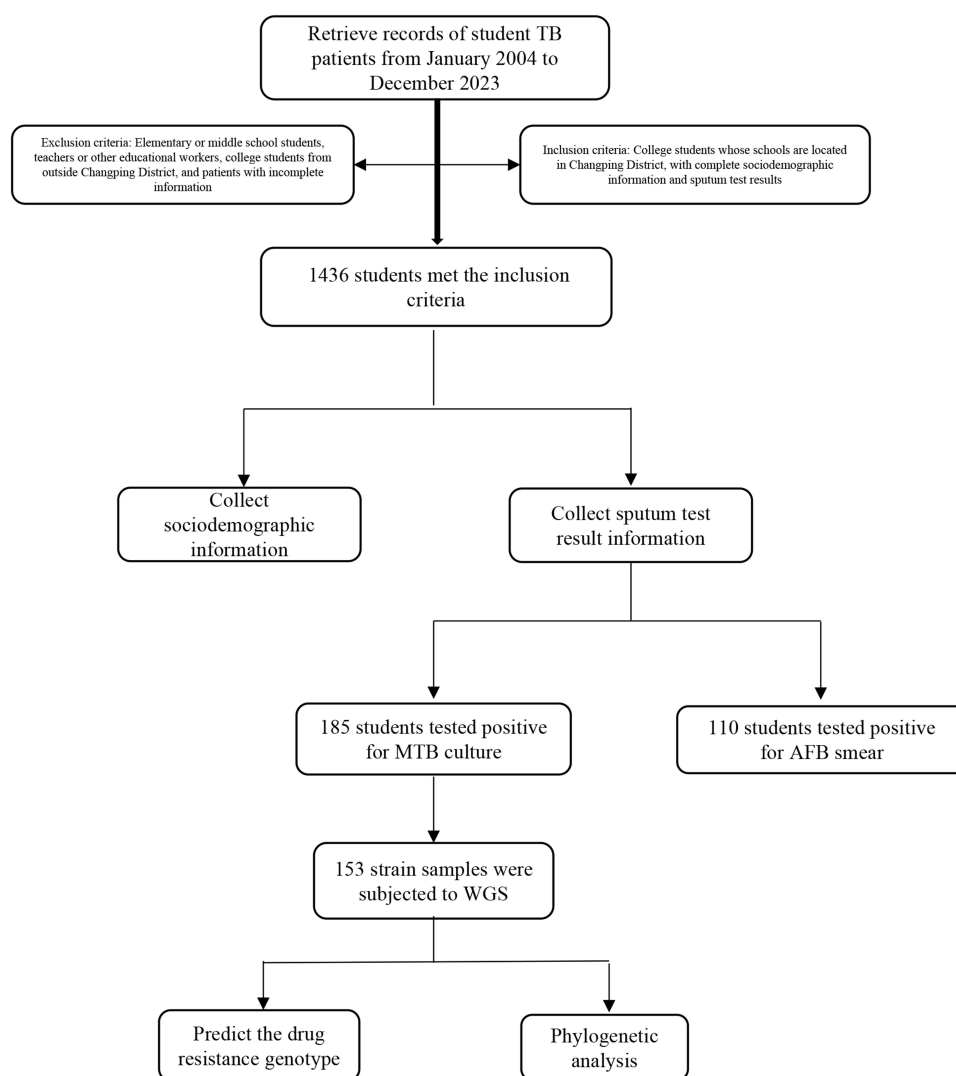 Retrieve records of student TB
patients from January 2004 to
December 2023
Exclusion criteria: Elementary or middle school students,
teachers or other educational workers, college students from
outside Changping District, and patients with incomplete
information
Inclusion criteria: College students whose schools are located
in Changping District, with complete sociodemographic
information and sputum test results
1436 students met the inclusion
criteria
Collect
sociodemographic
information
Collect sputum test
result information
185 students tested positive
for MTB culture
110 students tested positive
for AFB smear
153 strain samples were
subjected to WGS
Predict the drug
resistance genotype
Phylogenetic
analysis